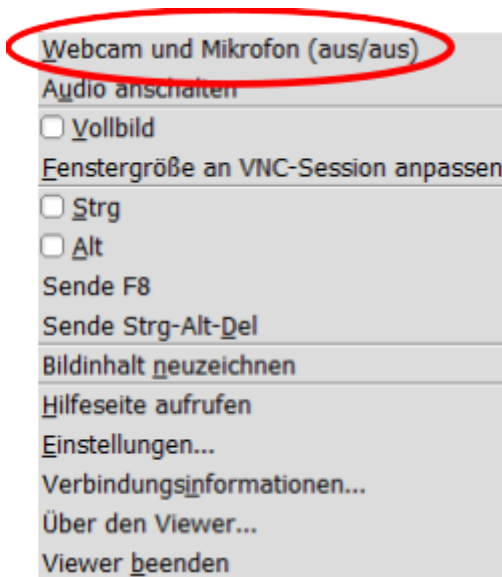 Webcam und Mikrofon (aus/aus)
Audio anschalten
Vollbild
Fenstergröße an VNC-Session anpassen
Strg
Alt
Sende F8
Sende Strg-Alt-Del
Bildinhalt neuzeichnen
Hilfeseite aufrufen
Einstellungen...
Verbindungsinformationen...
Über den Viewer...
Viewer beenden